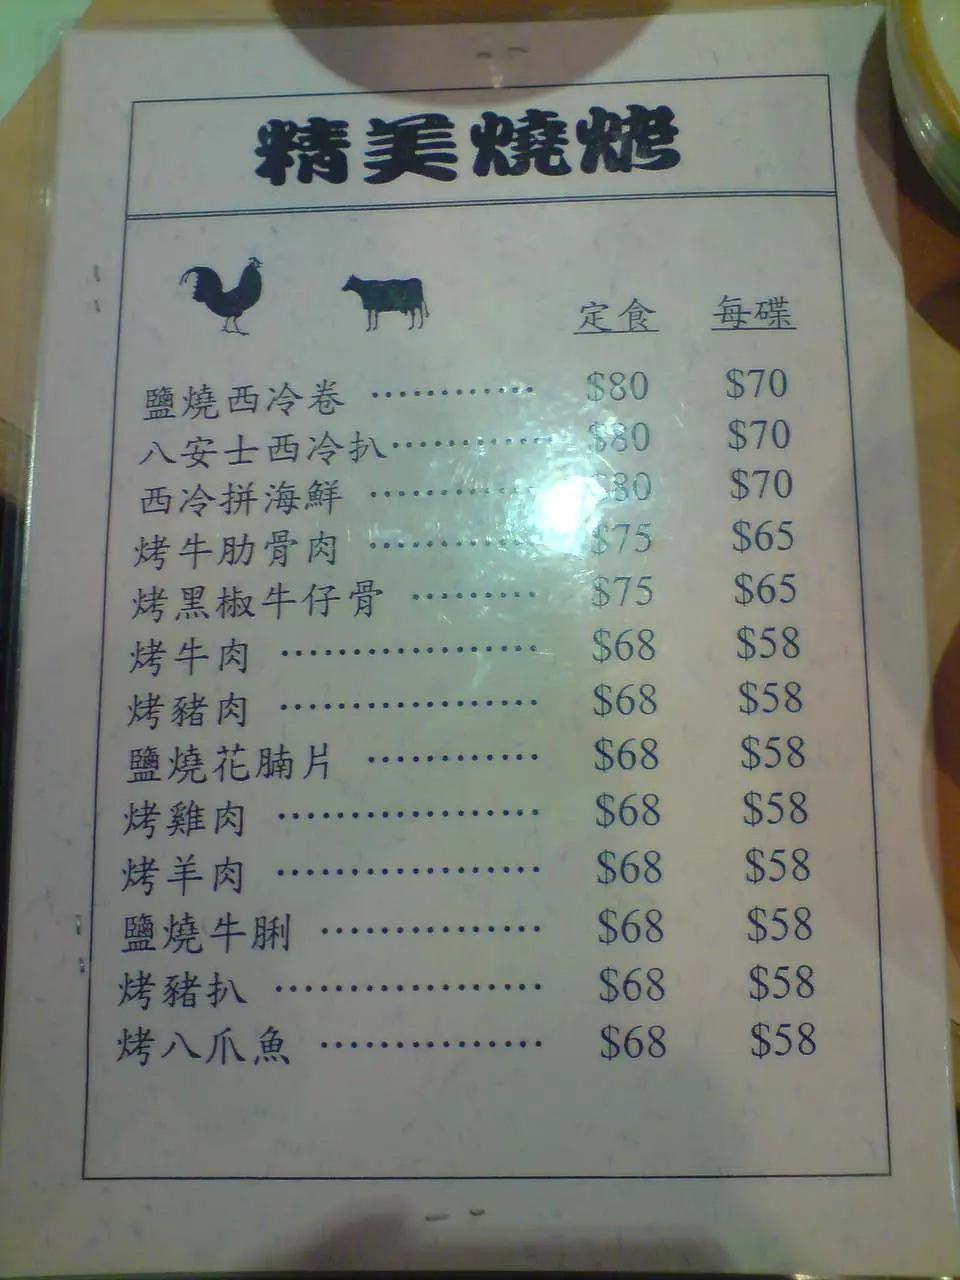 精美燒烤
定食 每碟
鹽燒西冷卷 ………… $80 $70
八安士西冷扒………… $80 $70
西冷拼海鮮 ………… $80 $70
烤牛肋骨肉 ………… $75 $65
烤黑椒牛仔骨 ……… $75 $65
烤牛肉 ……………… $68 $58
烤豬肉 ……………… $68 $58
鹽燒花腩片 ………… $68 $58
烤雞肉 ……………… $68 $58
烤羊肉 ……………… $68 $58
鹽燒牛脷 …………… $68 $58
烤豬扒 ……………… $68 $58
烤八爪魚 …………… $68 $58